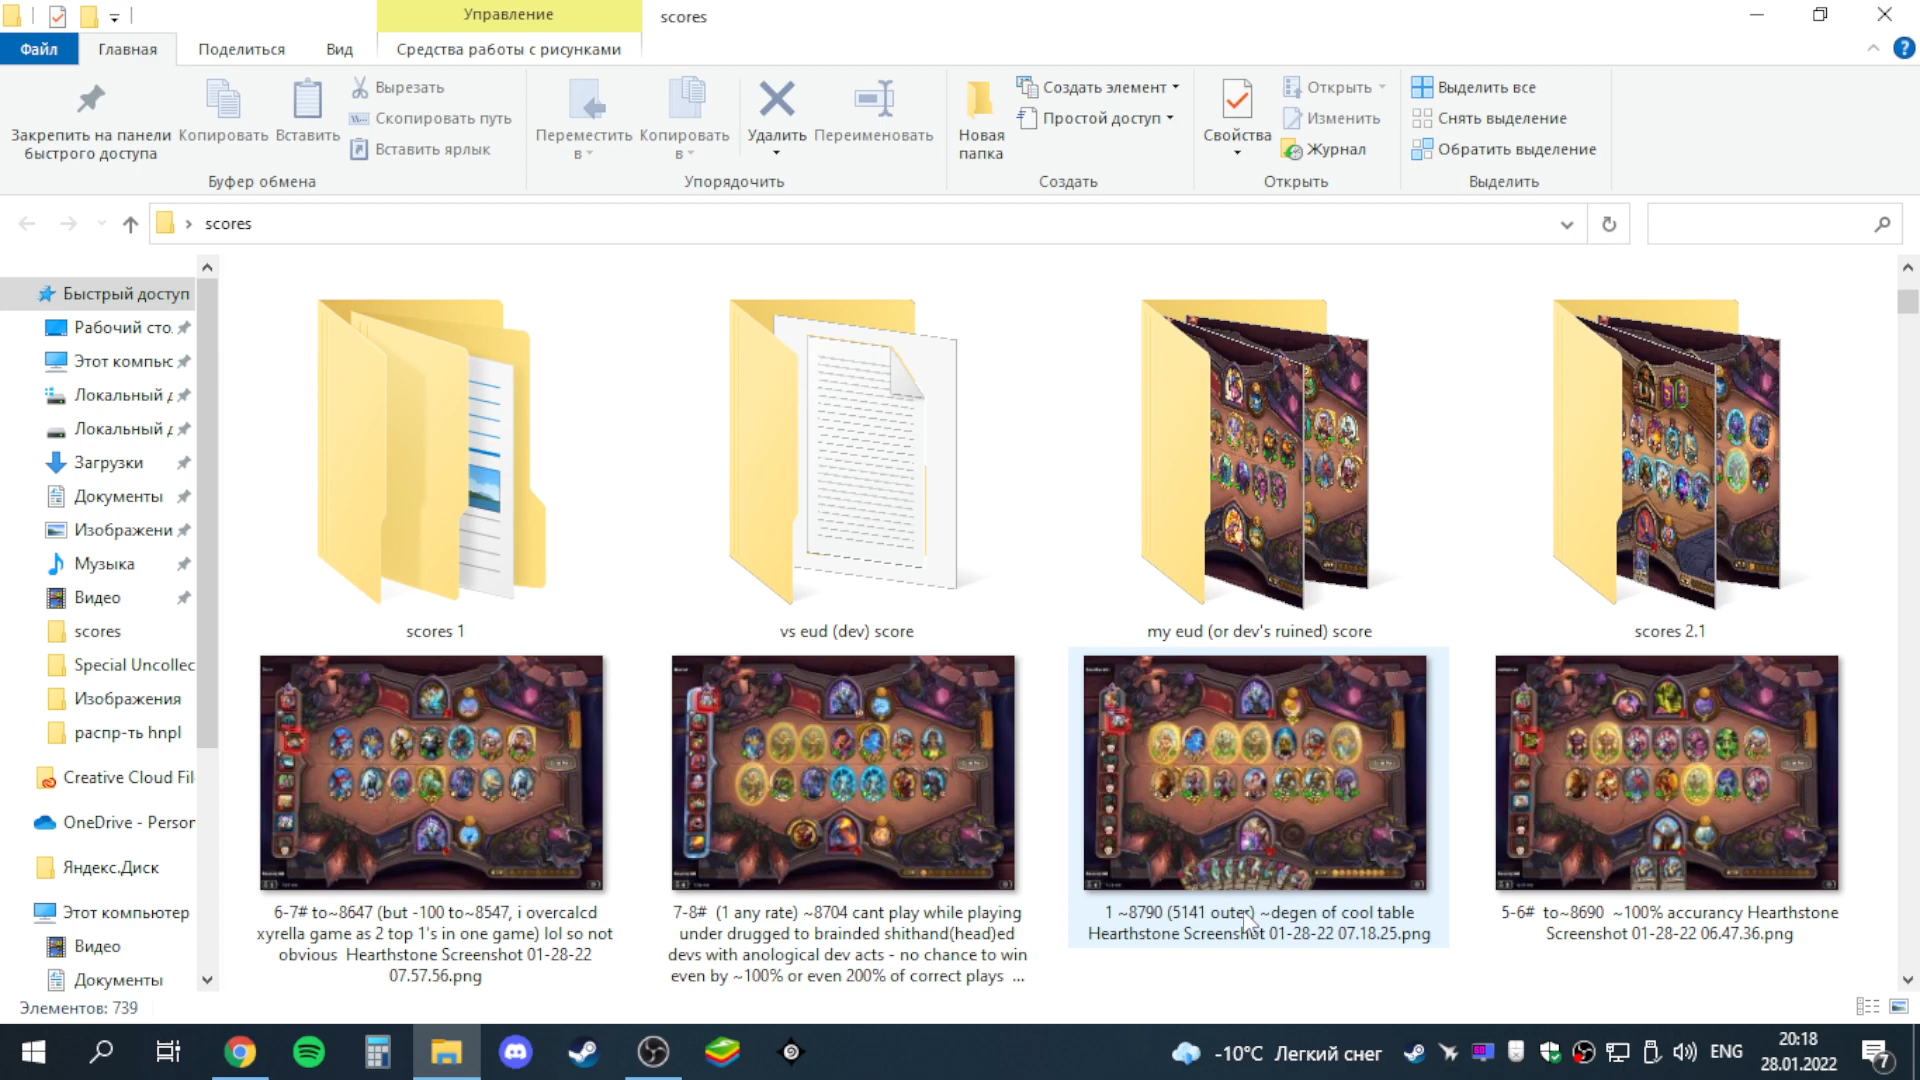 Управление
scores
Файл
Главная
Поделиться
Вид
Средства работы с рисунками
Закрепить на панели
быстрого доступа
Копировать
Вставить
Вырезать
Скопировать путь
Вставить ярлык
Буфер обмена
Переместить
в
Копировать
в
Удалить
Переименовать
Упорядочить
Новая
папка
Создать элемент
Простой доступ
Создать
Свойства
Открыть
Изменить
Журнал
Открыть
Выделить все
Снять выделение
Обратить выделение
Выделить
scores
Быстрый доступ
Рабочий сто.
Этот компьс
Локальный
Локальный
Загрузки
Документы
Изображени
Музыка
Видео
scores
Special Uncollec
Изображения
распр-ть hnpl
Creative Cloud Fil
OneDrive - Person
Яндекс.Диск
Этот компьютер
Видео
Документы
scores 1
vs eud (dev) score
my eud (or dev's ruined) score
scores 2.1
6-7# to~8647 (but -100 to~8547, i overcalcd
xyrella game as 2 top 1's in one game) lol so not
obvious Hearthstone Screenshot 01-28-22
07.57.56.png
7-8# (1 any rate) ~8704 cant play while playing
under drugged to brainded shithand(head)ed
devs with anological dev acts - no chance to win
even by ~100% or even 200% of correct plays ...
1 ~8790 (5141 outer) ~degen of cool table
Hearthstone Screenshot 01-28-22 07.18.25.png
5-6# to~8690 ~100% accurancy Hearthstone
Screenshot 01-28-22 06.47.36.png
Элементов: 739
-10°C Легкий снег
ENG
20:18
28.01.2022
7